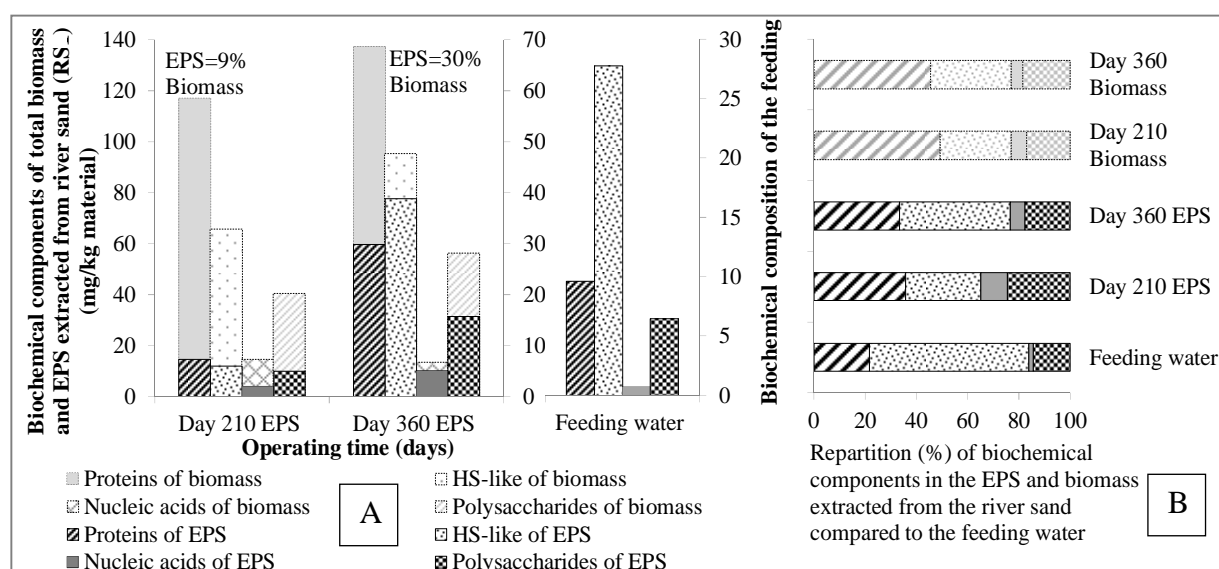 Biochemical components of total biomass
and EPS extracted from river sand (RS-)
(mg/kg material)
140
120
100
80
60
40
20
0
EPS=9%
Biomass
EPS=30%
Biomass
Day 210 EPS
Day 360 EPS
Operating time (days)
70
60
50
40
30
20
10
0
Feeding water
30
25
20
15
10
5
0
Biochemical composition of the feeding
Proteins of biomass
HS-like of biomass
Nucleic acids of biomass
Polysaccharides of biomass
Proteins of EPS
HS-like of EPS
Nucleic acids of EPS
Polysaccharides of EPS
A
Day 360
Biomass
Day 210
Biomass
Day 360 EPS
Day 210 EPS
Feeding water
0 20 40 60 80 100
Repartition (%) of biochemical
components in the EPS and biomass
extracted from the river sand
compared to the feeding water
B